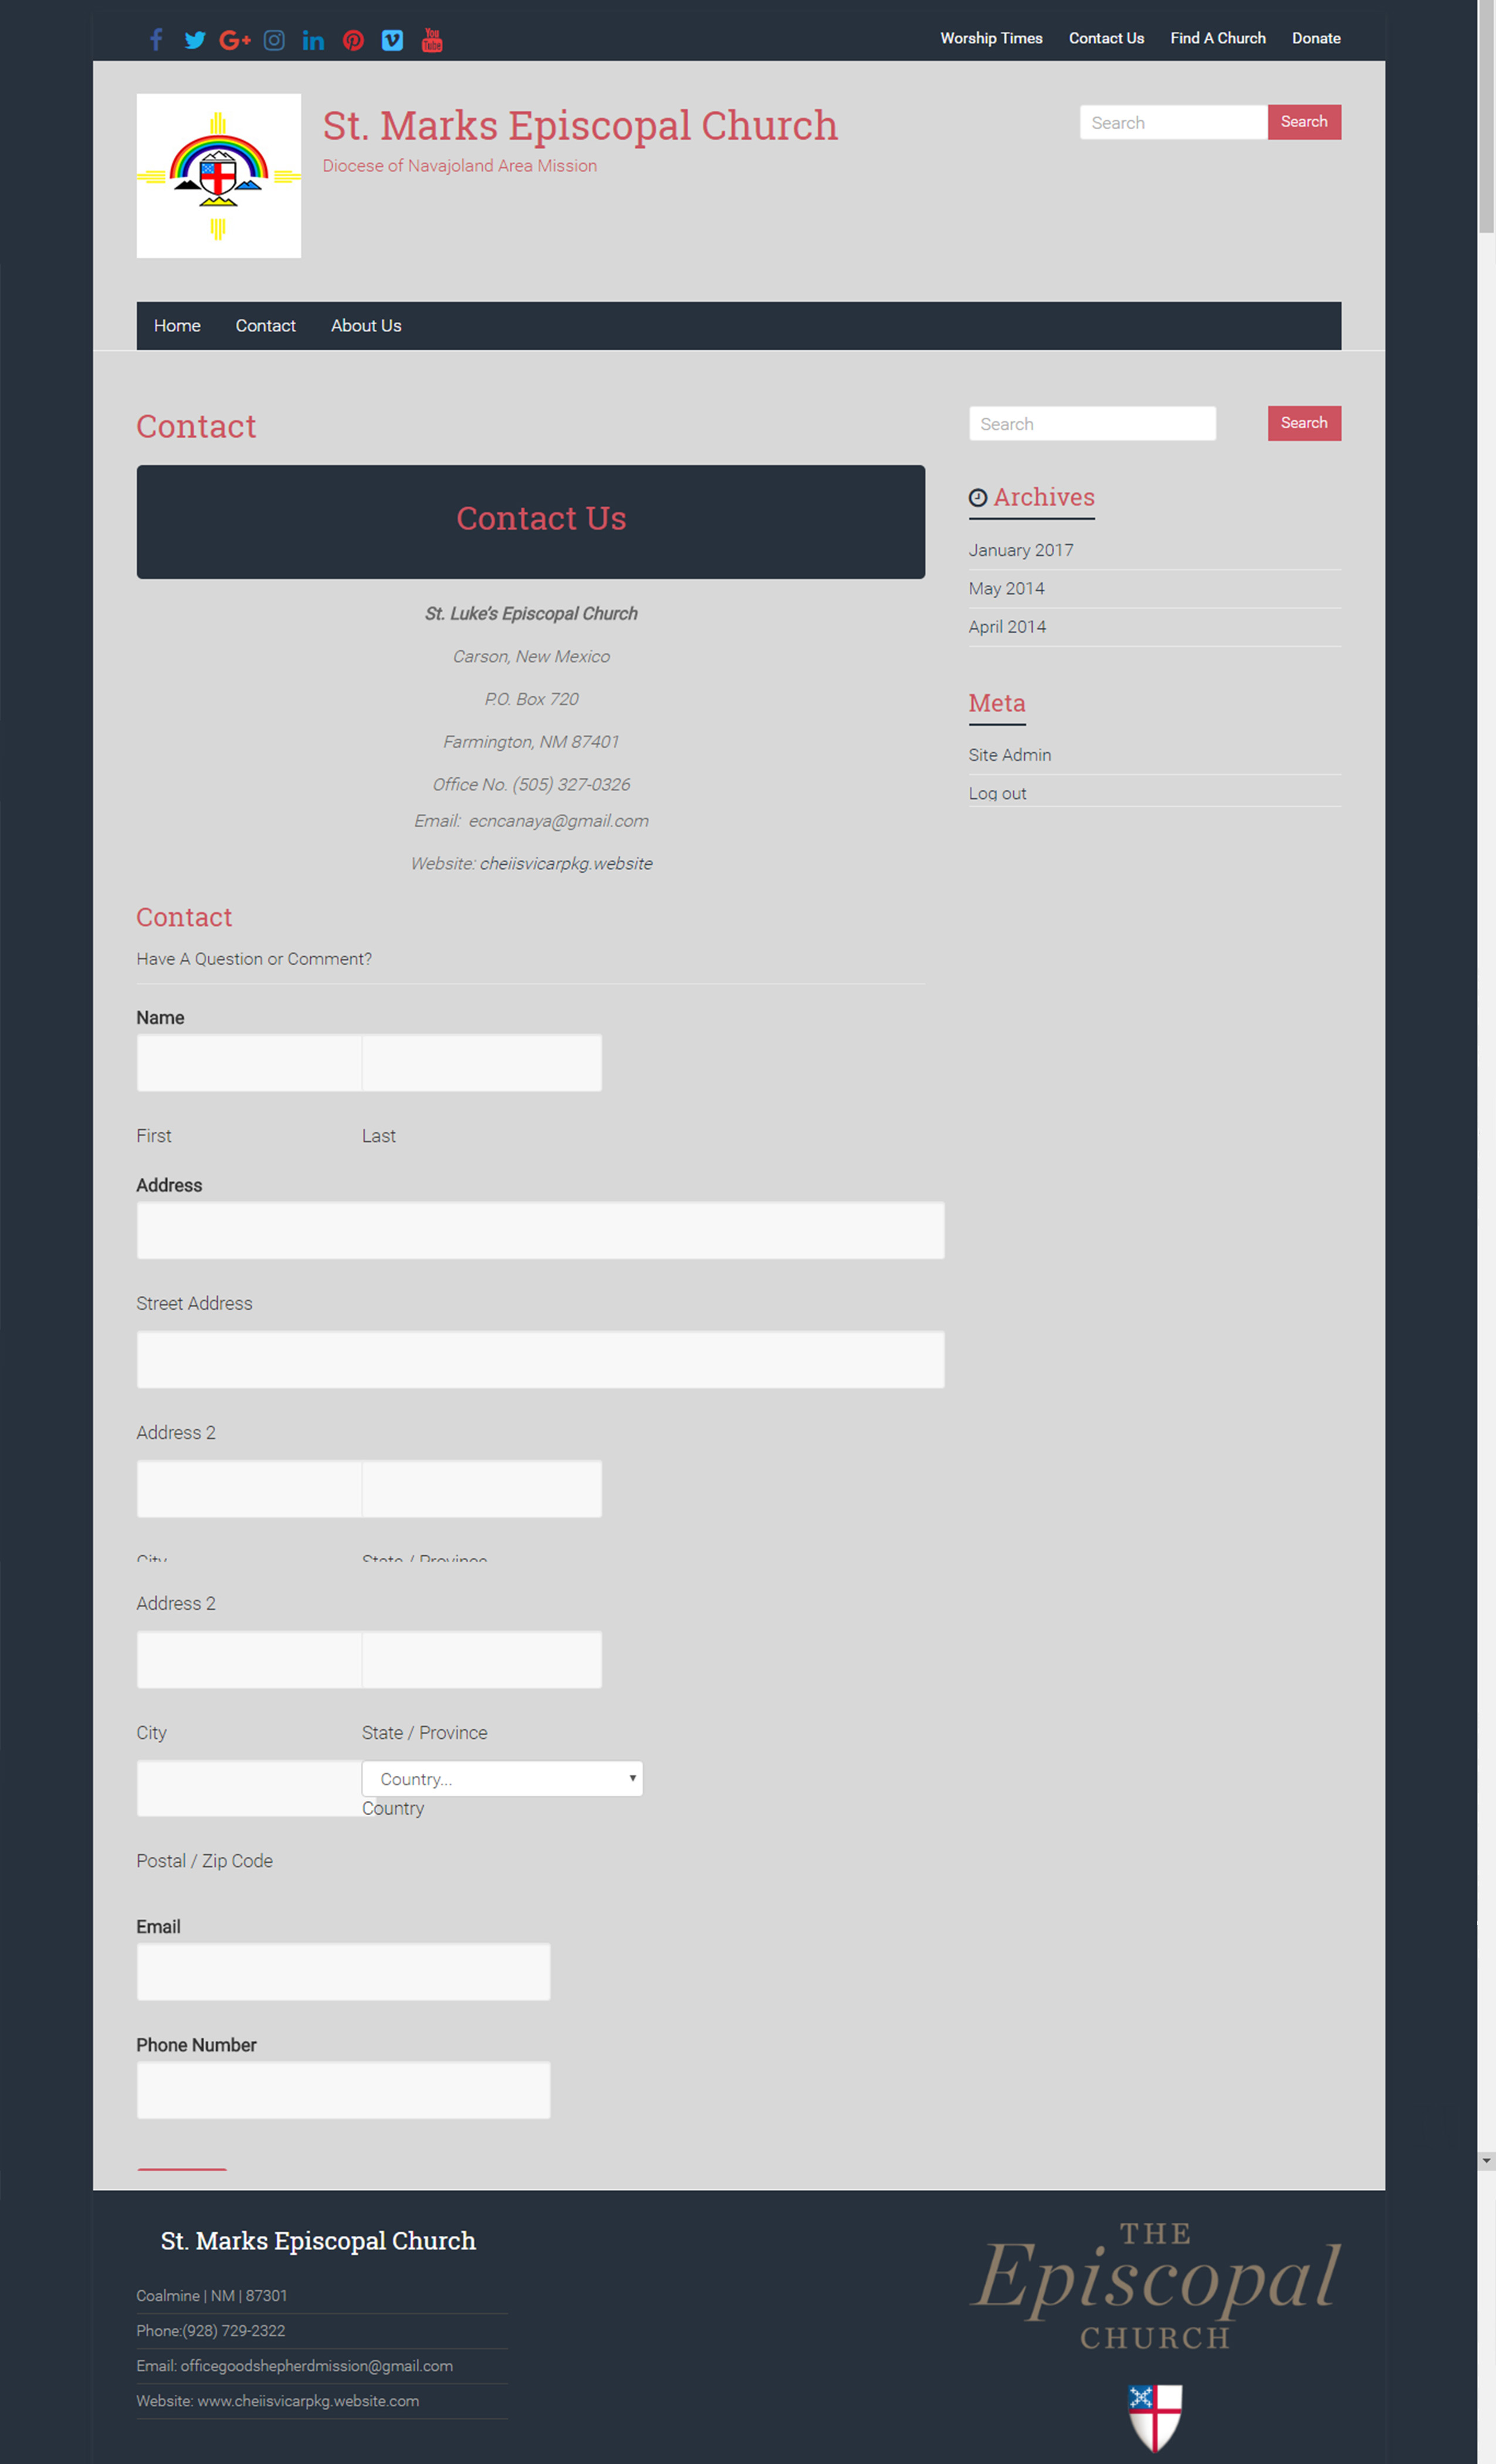 Worship Times Contact Us Find A Church Donate
St. Marks Episcopal Church
Diocese of Navajoland Area Mission
Search Search
Home Contact About Us
Contact
Contact Us
St. Luke's Episcopal Church
Carson, New Mexico
P.O. Box 720
Farmington, NM 87401
Office No. (505) 327-0326
Email: ecncanaya@gmail.com
Website: cheiisvicarpkg.website
Search Search
Archives
January 2017
May 2014
April 2014
Meta
Site Admin
Log out
Contact
Have A Question or Comment?
Name
First Last
Address
Street Address
Address 2
City State / Province
Address 2
City State / Province
Country...
Country
Postal / Zip Code
Email
Phone Number
St. Marks Episcopal Church
Coalmine | NM | 87301
Phone:(928) 729-2322
Email: officegoodshepherdmission@gmail.com
Website: www.cheiisvicarpkg.website.com
THE
Episcopal
CHURCH